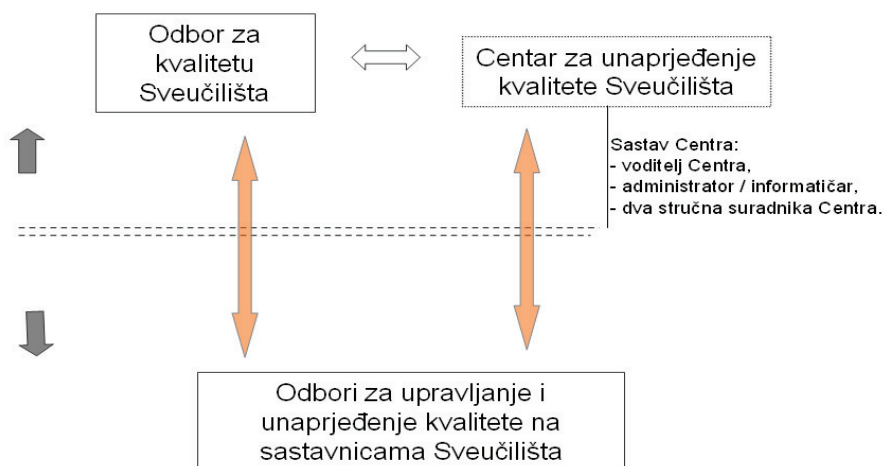 Odbor za
kvalitetu
Sveučilišta
Centar za unaprjeđenje
kvalitete Sveučilišta
Sastav Centra:
- voditelj Centra,
- administrator / informatičar,
- dva stručna suradnika Centra.
Odbori za upravljanje i
unaprjeđenje kvalitete na
sastavnicama Sveučilišta